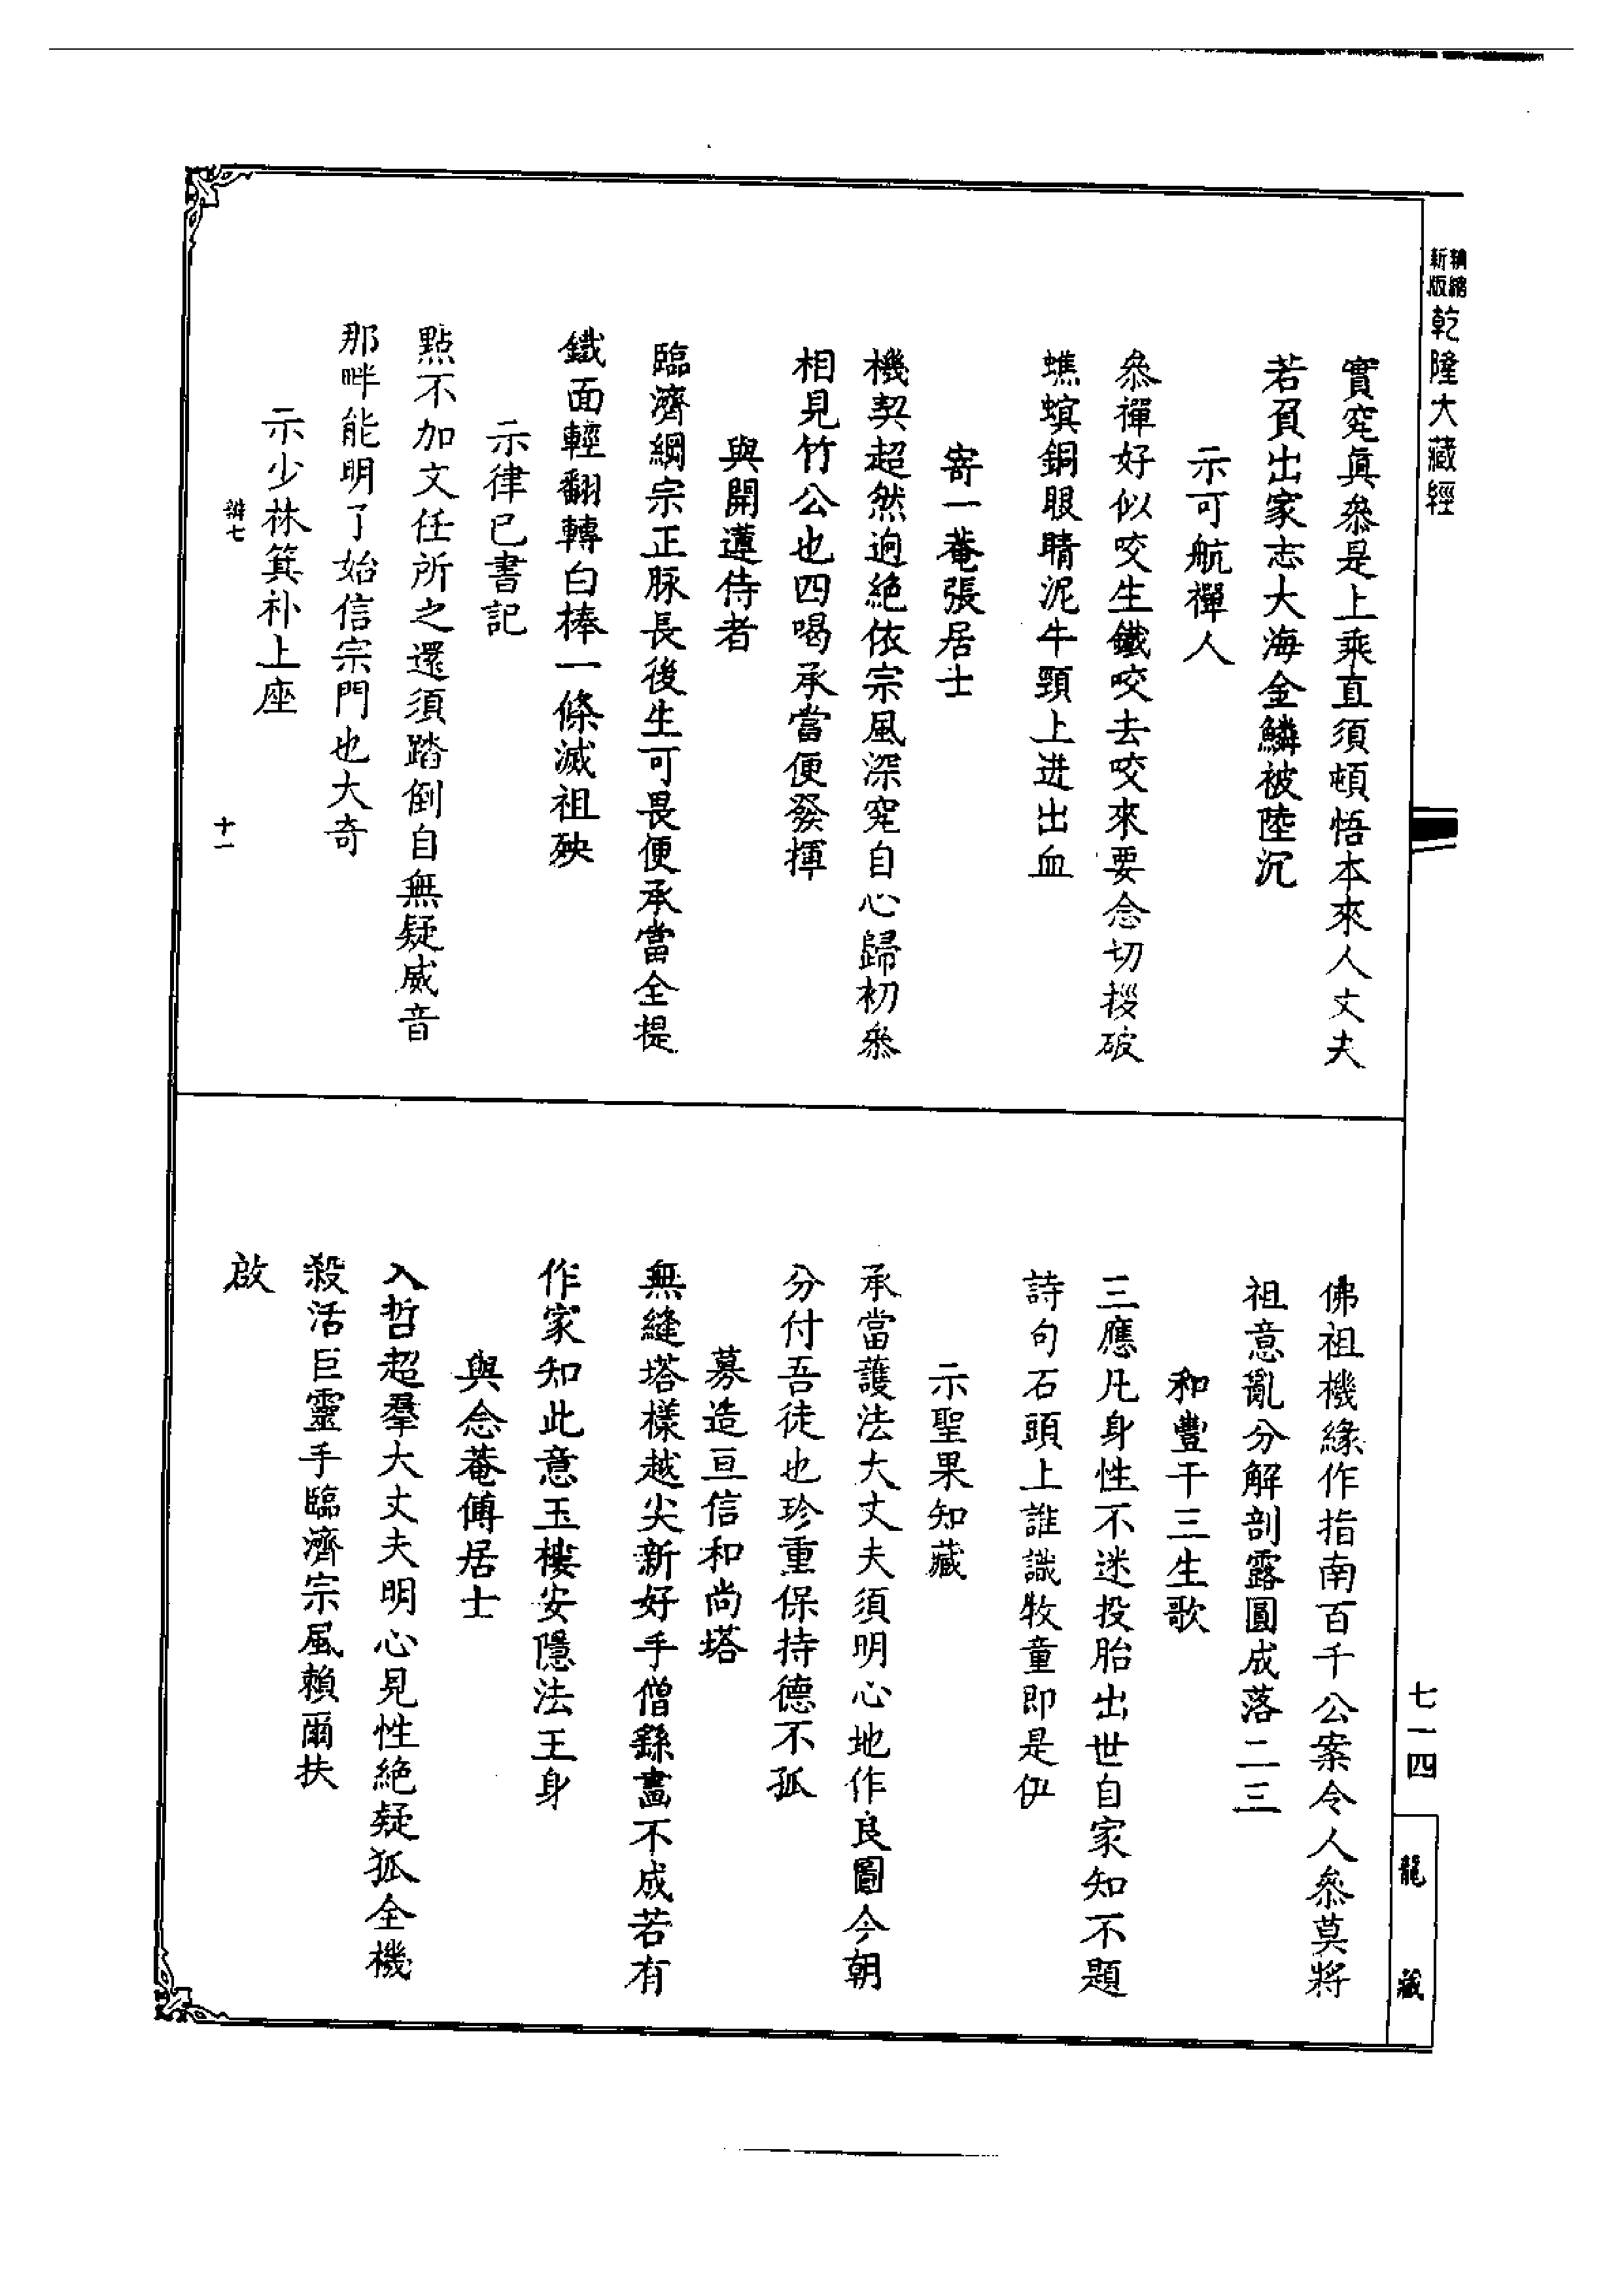 精縮新版乾隆大藏經
實究真叅是上乘直須頓悟本來人丈夫
若負出家志大海金鱗被陸沉
示可航禪人
叅禪好似咬生鐵咬去咬來要念切拶破
蟭螟銅眼睛泥牛頸上迸出血
寄一菴張居士
機契超然迥絶依宗風深究自心歸初叅
相見竹公也四喝承當便發揮
與開遵侍者
臨濟綱宗正脉長後生可畏便承當全提
鐵面輕翻轉白棒一條滅祖殃
示律已書記
點不加文任所之還須踏倒自無疑威音
那畔能明了始信宗門也大奇
示少林箕补上座
辦七
十一
佛祖機緣作指南百千公案令人叅莫將
祖意亂分解剖露圓成落二三
和豐干三生歌
三應凡身性不迷投胎出世自家知不題
詩句石頭上誰識牧童即是伊
示聖果知藏
承當護法大丈夫須明心地作良圖今朝
分付吾徒也珍重保持德不孤
募造亘信和尚塔
無縫塔樣越尖新好手僧繇畵不成若有
作家知此意玉樓安隱法王身
與念菴傅居士
入哲超羣大丈夫明心見性絶疑狐全機
殺活巨靈手臨濟宗風賴爾扶
啟
七一四
龍藏